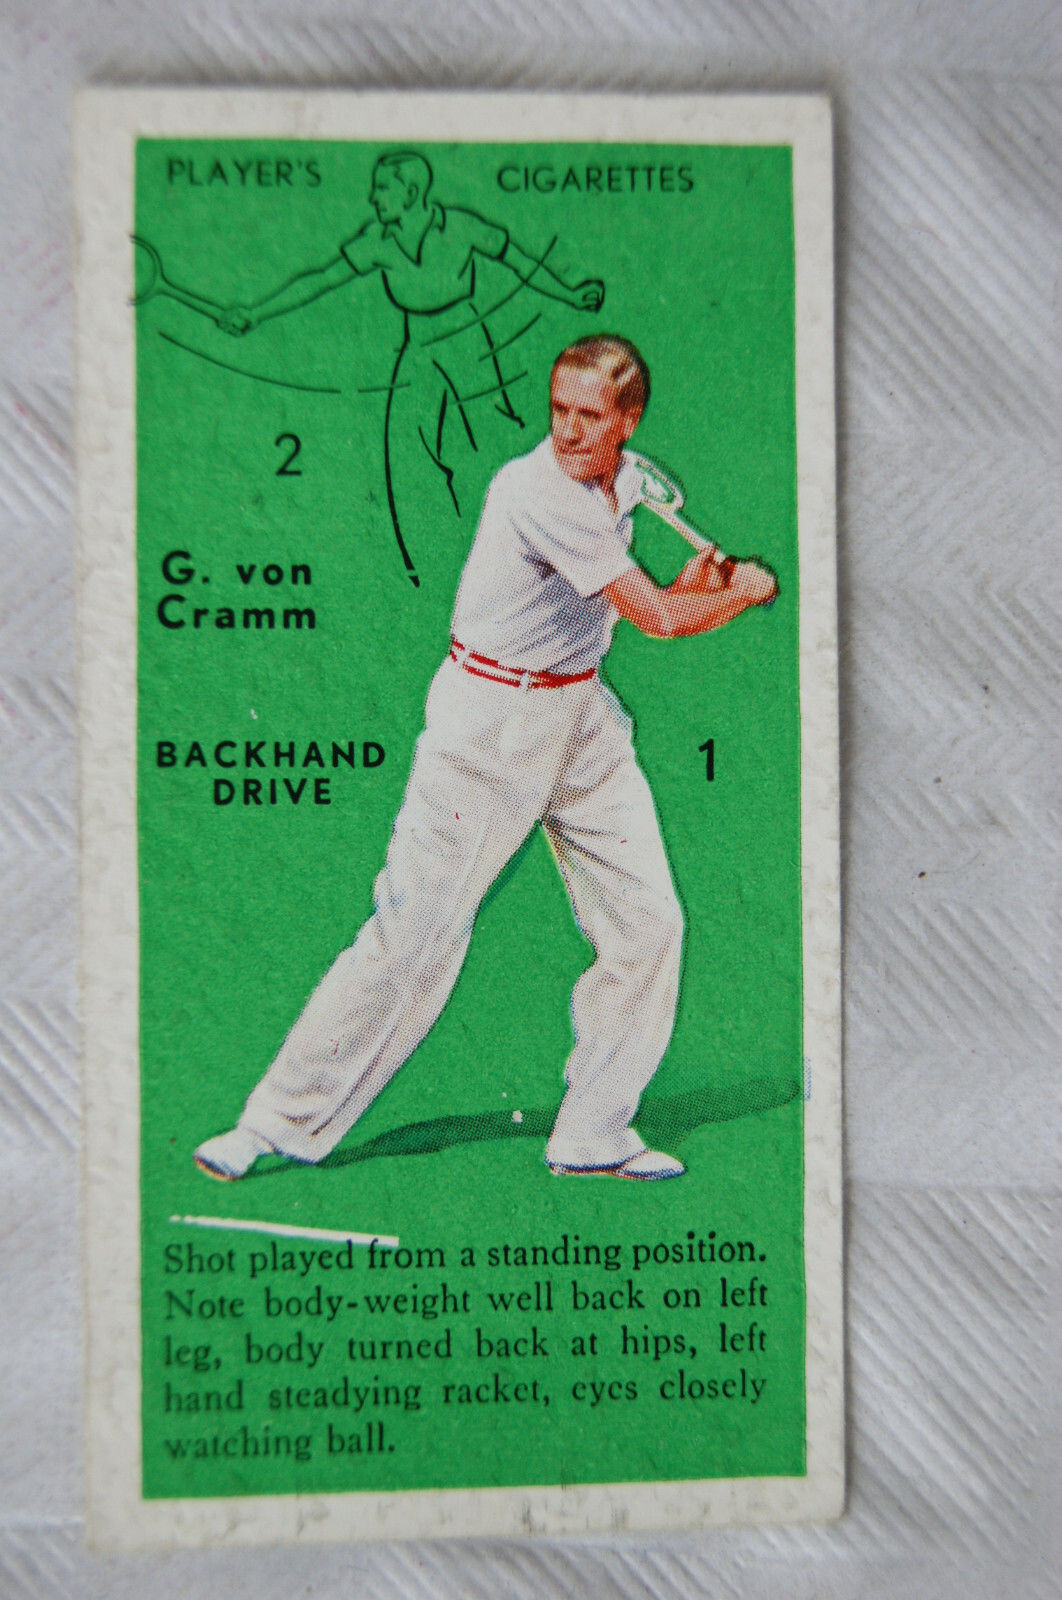 PLAYER'S CIGARETTES
2
G. von
Cramm
BACKHAND
DRIVE
1
Shot played from a standing position.
Note body-weight well back on left
leg, body turned back at hips, left
hand steadying racket, eyes closely
watching ball.